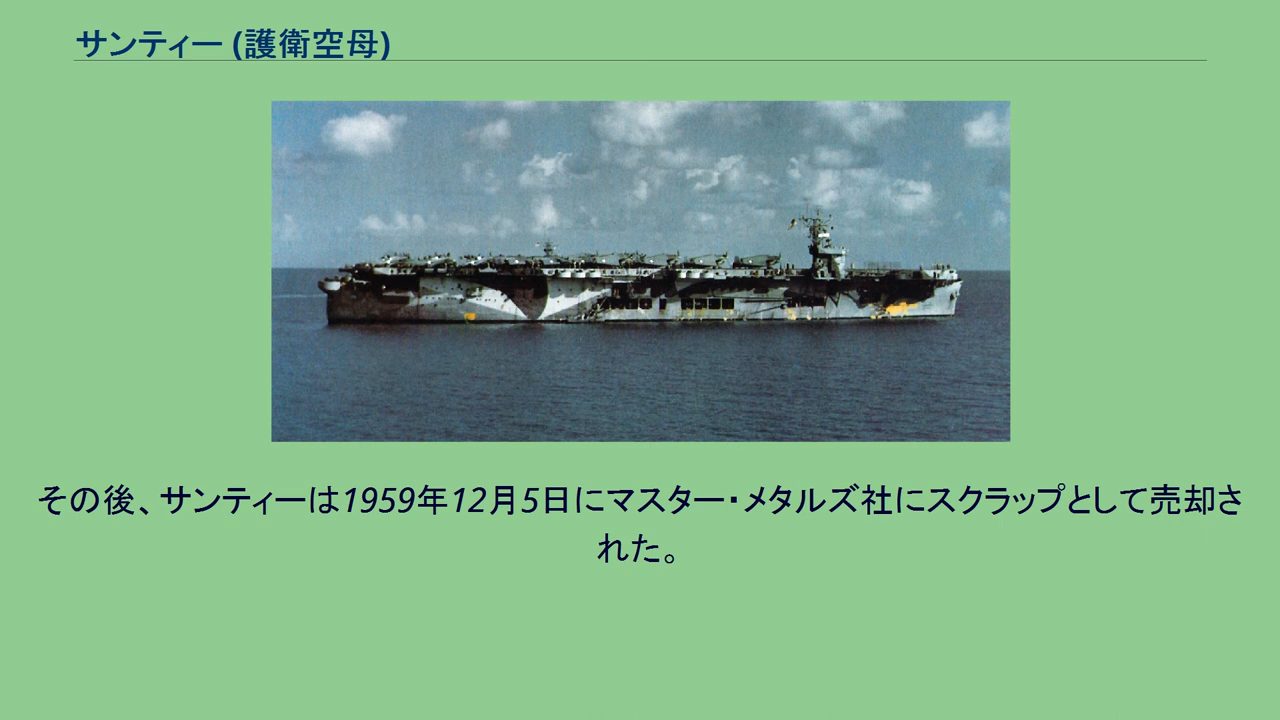 サンティー (護衛空母)
その後、サンティーは1959年12月5日にマスター・メタルズ社にスクラップとして売却さ
れた。